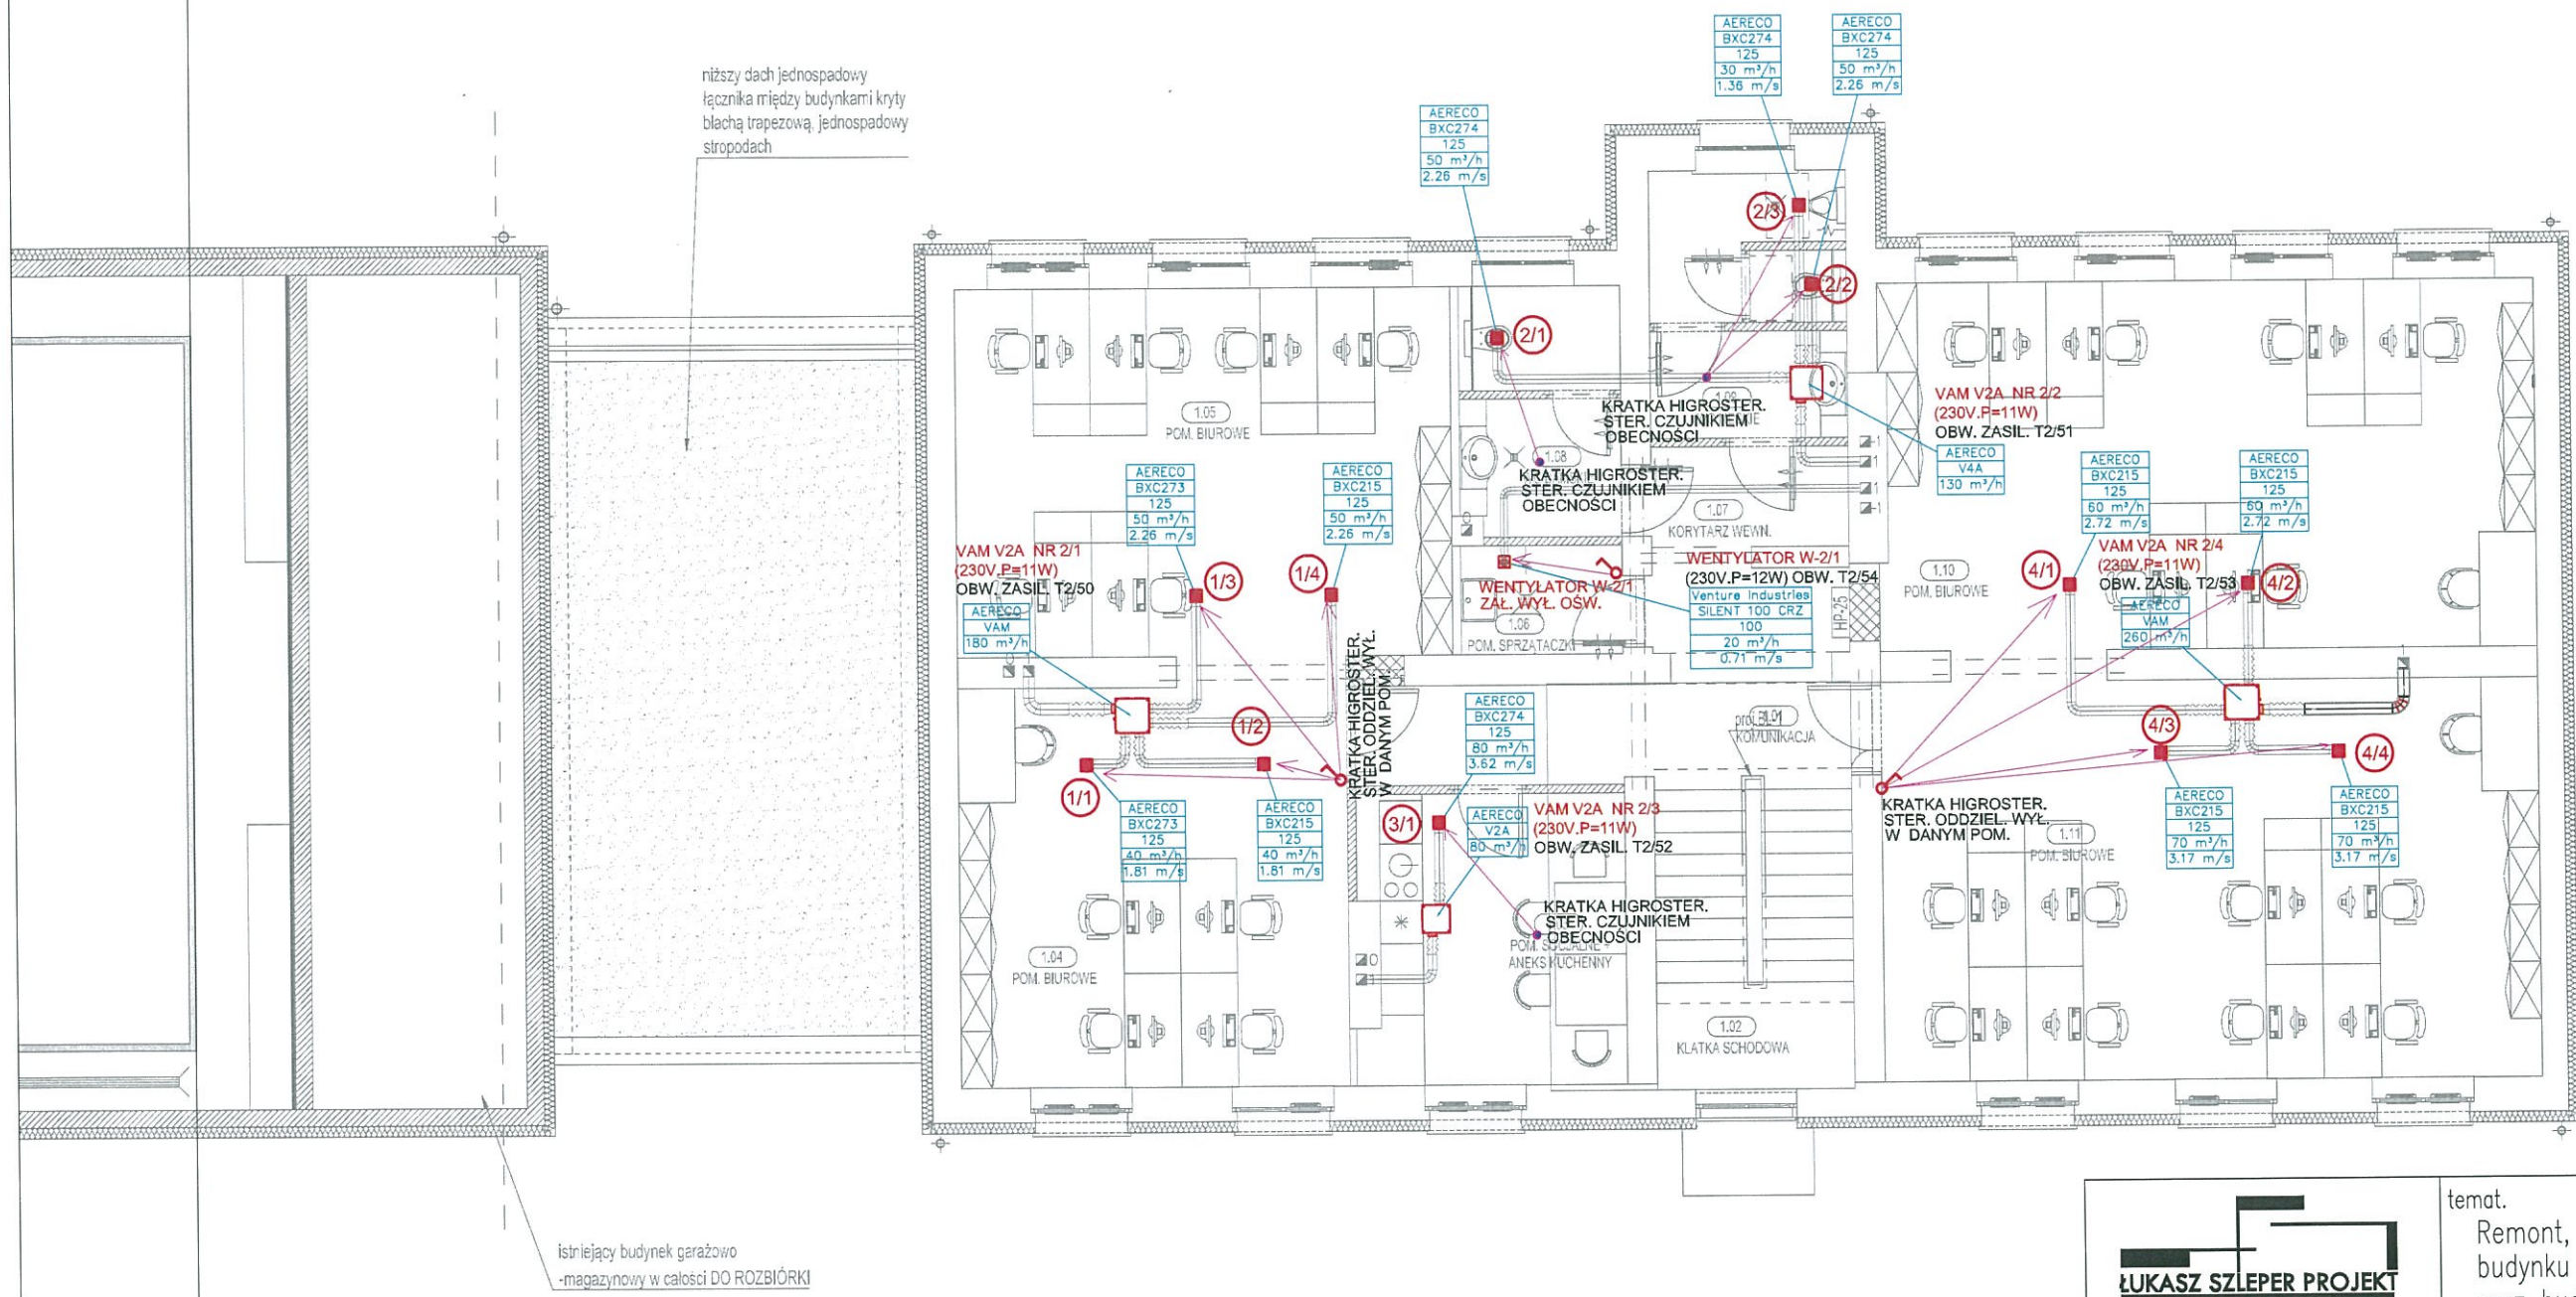 niższy dach jednospadowy
łącznika między budynkami kryty
blachą trapezową, jednospadowy
stropodach
AERECO
BXC274
125
30 m³/h
1.36 m/s
AERECO
BXC274
125
50 m³/h
2.26 m/s
AERECO
BXC274
125
50 m³/h
2.26 m/s
2/3
2/2
2/1
1.05
POM. BIUROWE
KRATKA HIGROSTER.
STER. CZUJNIKIEM
OBECNOŚCI
1.08
KRATKA HIGROSTER.
STER. CZUJNIKIEM
OBECNOŚCI
VAM V2A NR 2/2
(230V.P=11W)
OBW. ZASIL. T2/51
AERECO
V4A
130 m³/h
AERECO
BXC273
125
50 m³/h
2.26 m/s
AERECO
BXC215
125
50 m³/h
2.26 m/s
1.07
KORYTARZ WEWN.
AERECO
BXC215
125
60 m³/h
2.72 m/s
AERECO
BXC215
125
60 m³/h
2.72 m/s
VAM V2A NR 2/1
(230V.P=11W)
OBW. ZASIL. T2/50
AERECO
VAM
180 m³/h
1/3
1/4
WENTYLATOR W-2/1
ZAŁ. WYŁ. OŚW.
1.06
POM. SPRZĄTACZKI
WENTYLATOR W-2/1
(230V.P=12W) OBW. T2/54
Venture Industries
SILENT 100 CRZ
100
20 m³/h
0.71 m/s
HP-25
1.10
POM. BIUROWE
4/1
VAM V2A NR 2/4
(230V.P=11W)
OBW. ZASIL. T2/53
4/2
AERECO
VAM
260 m³/h
KRATKA HIGROSTER.
STER. ODDZIEL. WYŁ.
W DANYM POM.
1/2
1/1
AERECO
BXC274
125
80 m³/h
3.62 m/s
KOMUNIKACJA
4/3
4/4
AERECO
BXC273
125
40 m³/h
1.81 m/s
AERECO
BXC215
125
40 m³/h
1.81 m/s
3/1
AERECO
V2A
80 m³/h
VAM V2A NR 2/3
(230V.P=11W)
OBW. ZASIL. T2/52
KRATKA HIGROSTER.
STER. ODDZIEL. WYŁ.
W DANYM POM.
1.11
POM. BIUROWE
AERECO
BXC215
125
70 m³/h
3.17 m/s
AERECO
BXC215
125
70 m³/h
3.17 m/s
KRATKA HIGROSTER.
STER. CZUJNIKIEM
OBECNOŚCI
POM. SOCJALNE +
ANEKS KUCHENNY
1.04
POM. BIUROWE
1.02
KLATKA SCHODOWA
istniejący budynek garażowo
-magazynowy w całości DO ROZBIÓRKI
ŁUKASZ SZLEPER PROJEKT
temat.
Remont,
budynku